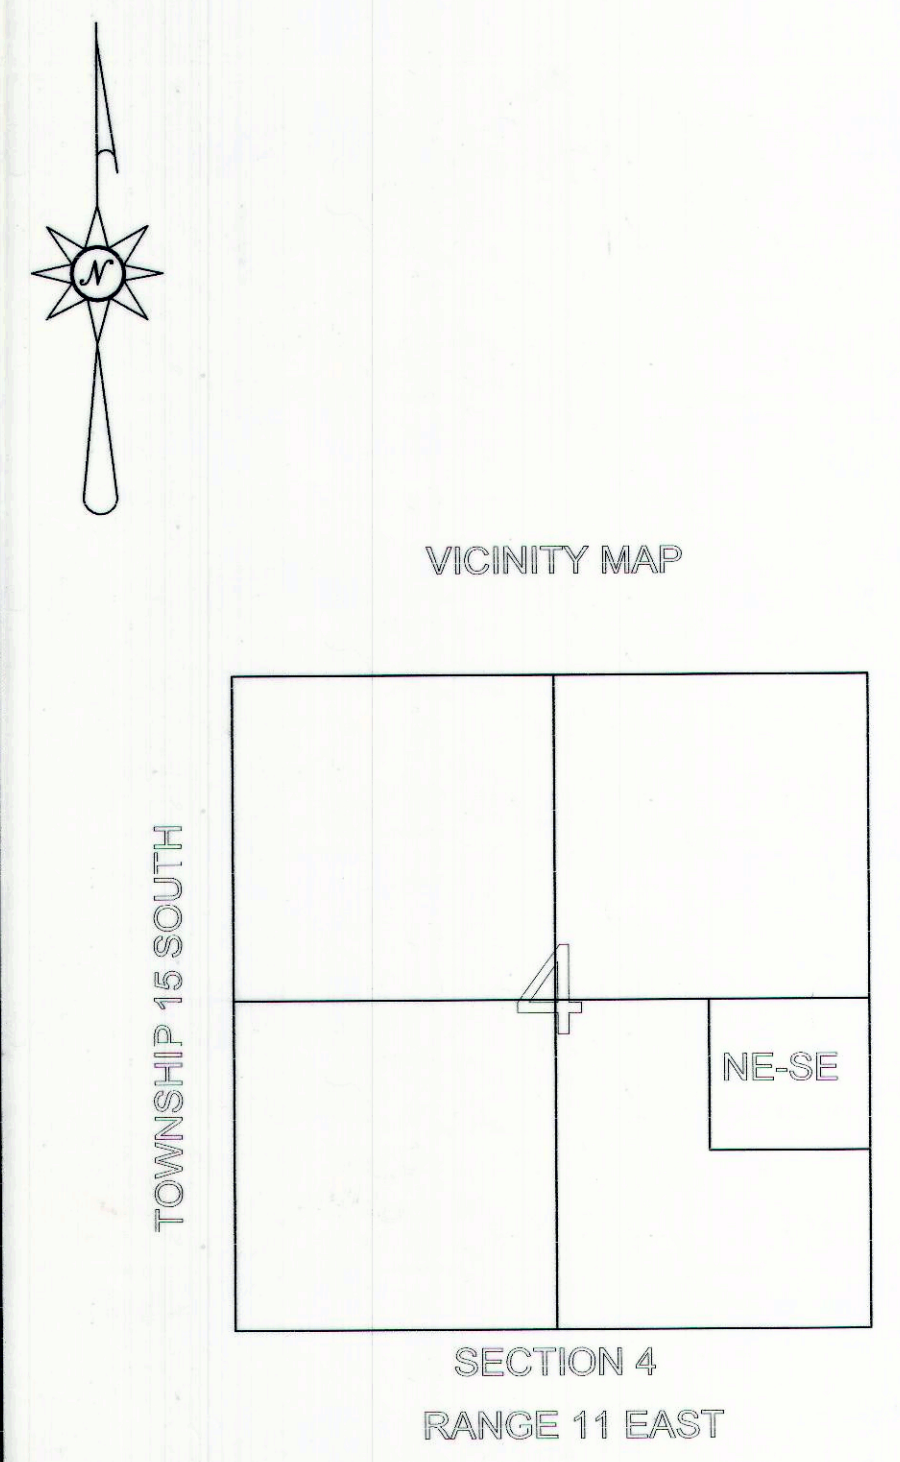 N
VICINITY MAP
TOWNSHIP 15 SOUTH
4
NE-SE
SECTION 4
RANGE 11 EAST